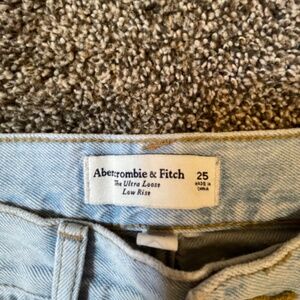 Abercrombie & Fitch
The Ultra Loose
Low Rise
25
MADE IN
CHINA